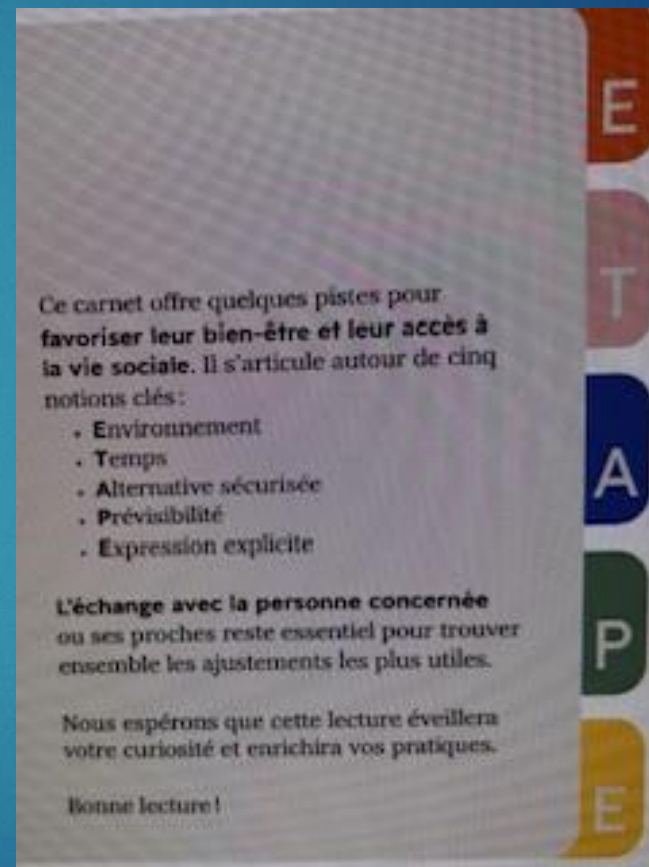 Ce carnet offre quelques pistes pour
favoriser leur bien-être et leur accès à
la vie sociale. Il s'articule autour de cinq
notions clés :
• Environnement
• Temps
• Alternative sécurisée
• Prévisibilité
• Expression explicite
L'échange avec la personne concernée
ou ses proches reste essentiel pour trouver
ensemble les ajustements les plus utiles.
Nous espérons que cette lecture éveillera
votre curiosité et enrichira vos pratiques.
Bonne lecture !
E
T
A
P
E